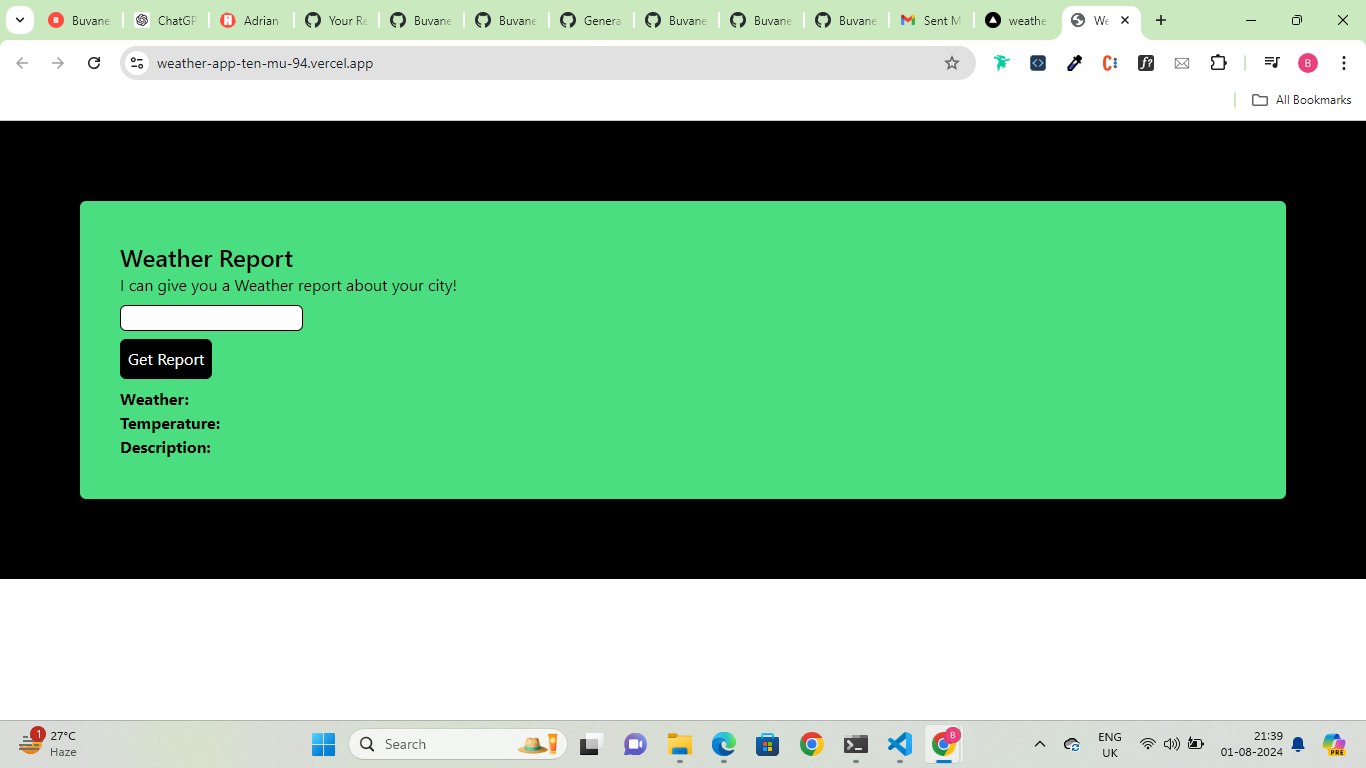 Buvane
ChatGP
Adrian
Your Re
Buvane
Buvane
Genera
Buvane
Buvane
Buvane
Sent M
weathe
We
weather-app-ten-mu-94.vercel.app
f?
B
All Bookmarks
Weather Report
I can give you a Weather report about your city!
Get Report
Weather:
Temperature:
Description:
1
27°C
Haze
Search
B
ENG
UK
21:39
01-08-2024
PRE